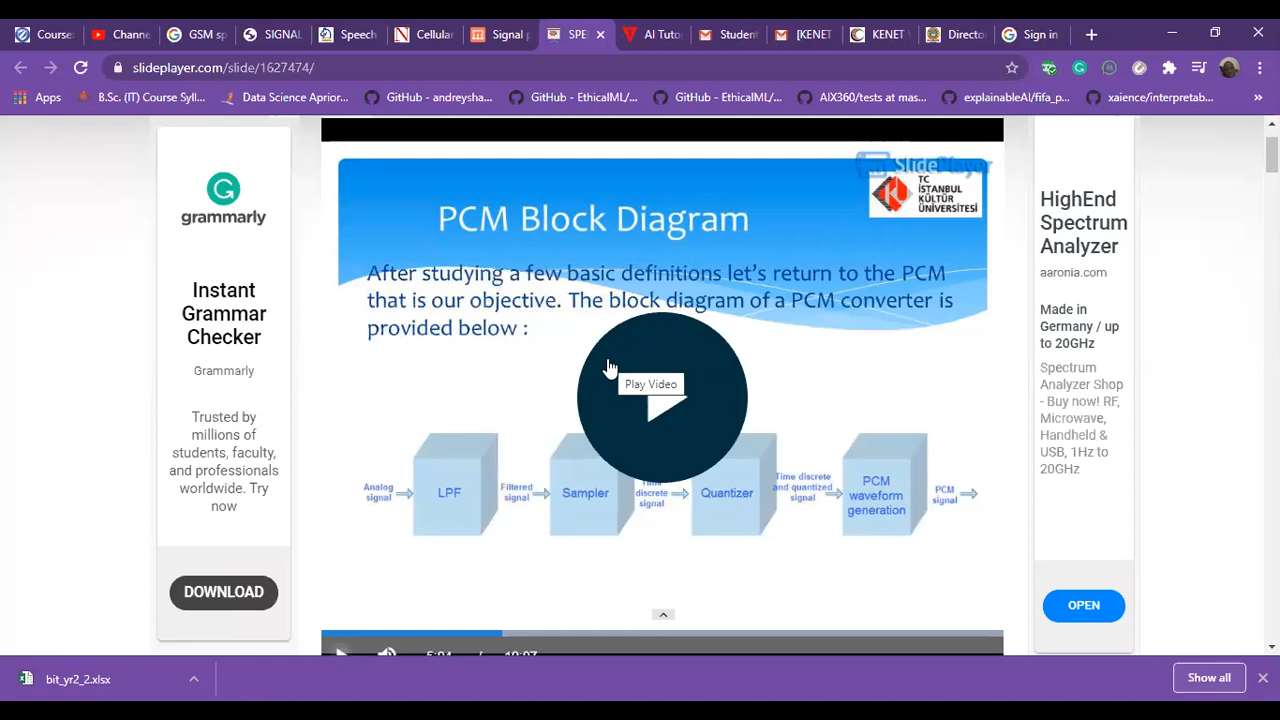 Course
Chann
GSM sp
SIGNAL
Speech
Cellular
Signal p
SPE
AI Tuto
Student
[KENET
KENET
Directo
Sign in
slideplayer.com/slide/1627474/
Apps
B.Sc. (IT) Course Syll...
Data Science Aprior...
GitHub - andreysha...
GitHub - EthicalML/...
GitHub - EthicalML/...
AIX360/tests at mas...
explainableAI/fifa_p...
xaience/interpretab...
grammarly
Instant
Grammar
Checker
Grammarly
Trusted by
millions of
students, faculty,
and professionals
worldwide. Try
now
DOWNLOAD
SlidePlayer
TC
İSTANBUL
KÜLTÜR
ÜNİVERSİTESİ
PCM Block Diagram
After studying a few basic definitions let's return to the PCM
that is our objective. The block diagram of a PCM converter is
provided below :
Play Video
Analog
signal
LPF
Filtered
signal
Sampler
discrete
signal
Quantizer
Time discrete
and quantized
signal
PCM
waveform
generation
PCM
signal
HighEnd
Spectrum
Analyzer
aaronia.com
Made in
Germany / up
to 20GHz
Spectrum
Analyzer Shop
- Buy now! RF,
Microwave,
Handheld &
USB, 1Hz to
20GHz
OPEN
bit_yr2_2.xlsx
Show all